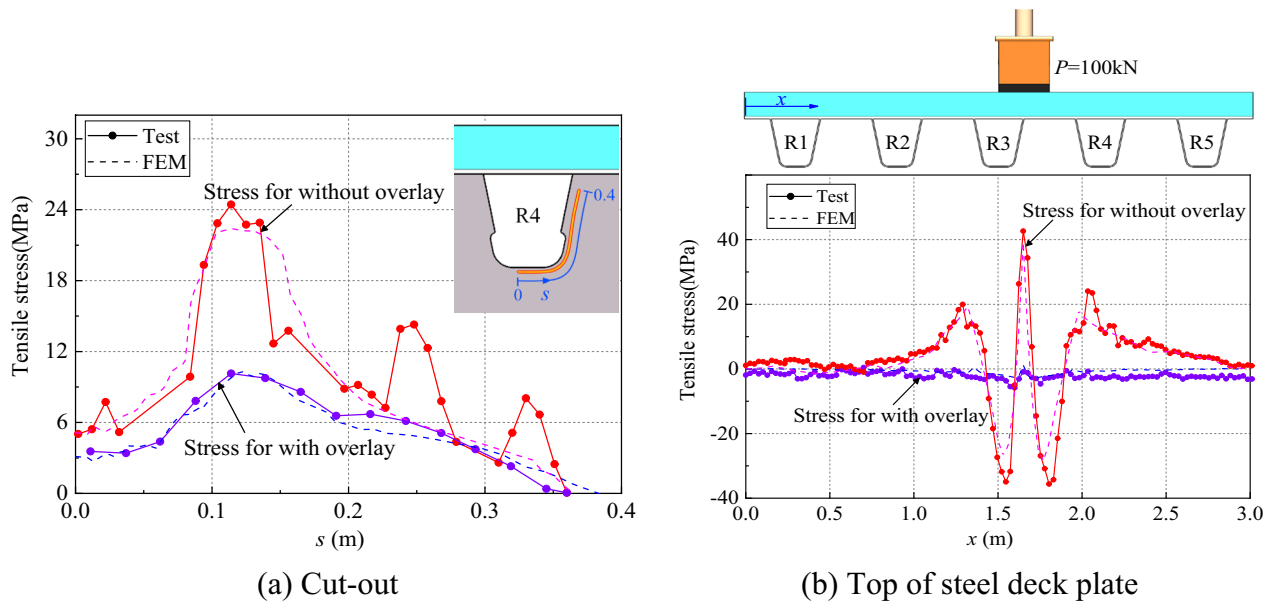 30
24
18
12
6
0
Tensile stress(MPa)
Test
FEM
Stress for without overlay
Stress for with overlay
R4
0.4
0
s
0.0
0.1
0.2
0.3
0.4
s (m)
(a) Cut-out
P=100kN
x
R1
R2
R3
R4
R5
40
20
0
-20
-40
Tensile stress(MPa)
Test
FEM
Stress for without overlay
Stress for with overlay
0.0
0.5
1.0
1.5
2.0
2.5
3.0
x (m)
(b) Top of steel deck plate